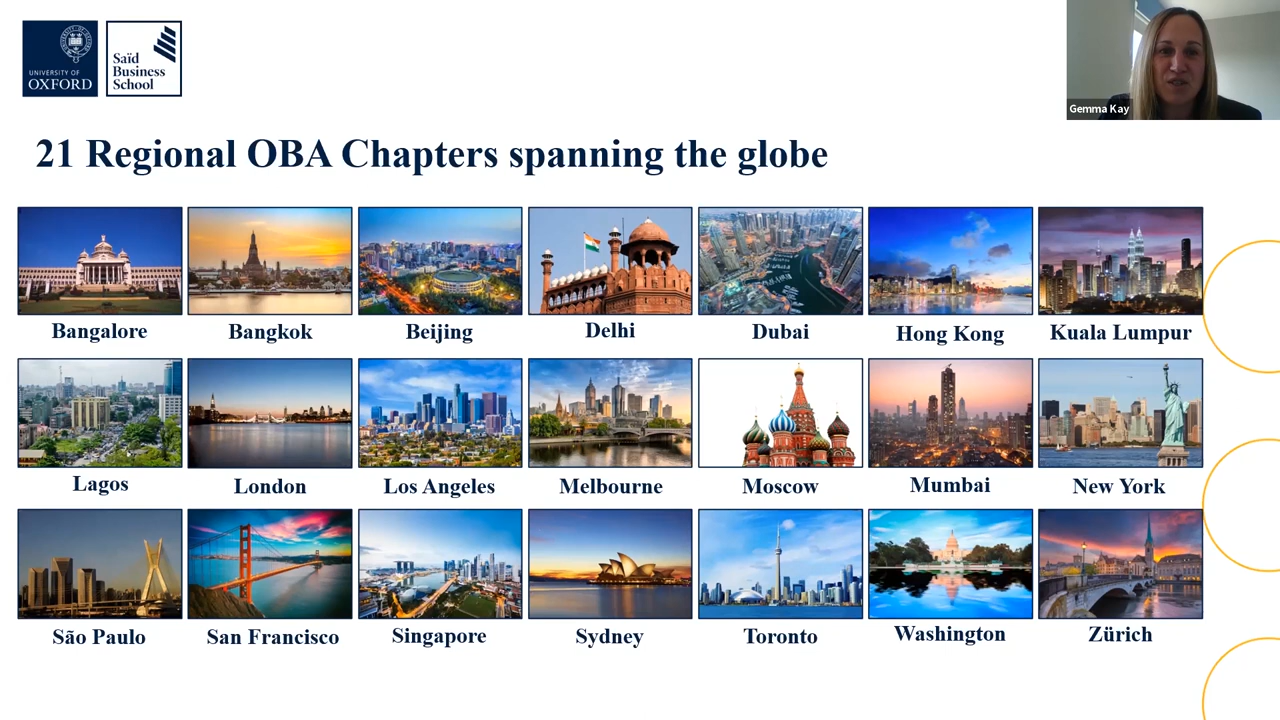 UNIVERSITY OF
OXFORD
Saïd
Business
School
Gemma Kay
21 Regional OBA Chapters spanning the globe
Bangalore
Bangkok
Beijing
Delhi
Dubai
Hong Kong
Kuala Lumpur
Lagos
London
Los Angeles
Melbourne
Moscow
Mumbai
New York
São Paulo
San Francisco
Singapore
Sydney
Toronto
Washington
Zürich